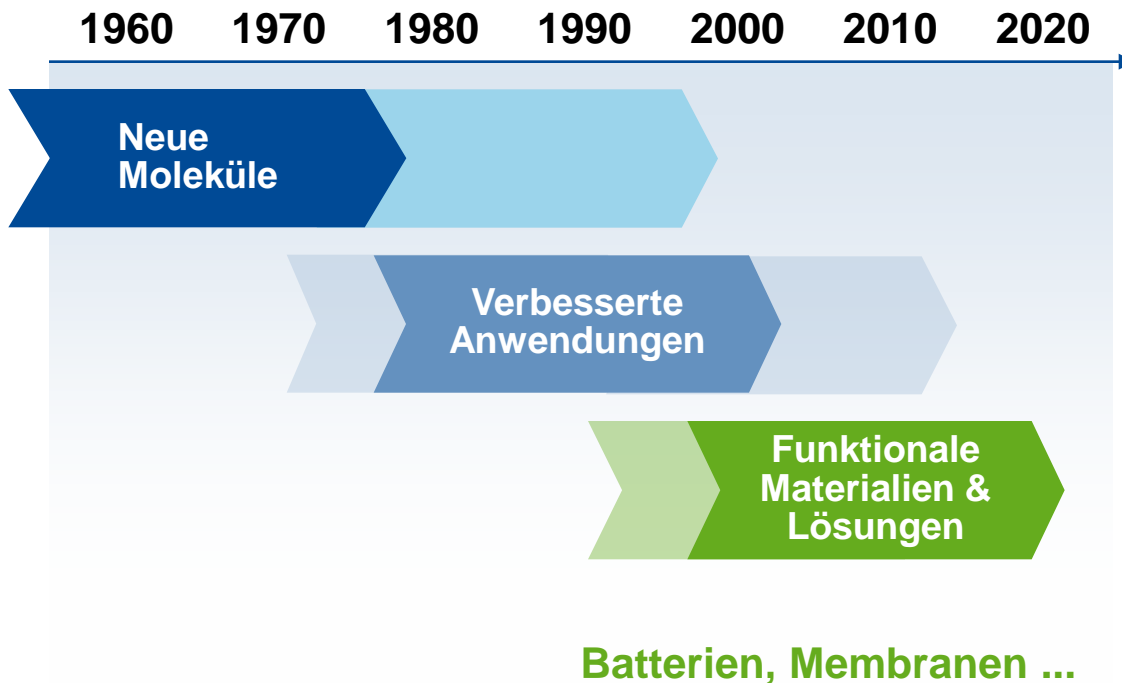 1960 1970 1980 1990 2000 2010 2020
Neue
Moleküle
Verbesserte
Anwendungen
Funktionale
Materialien &
Lösungen
Batterien, Membranen ...